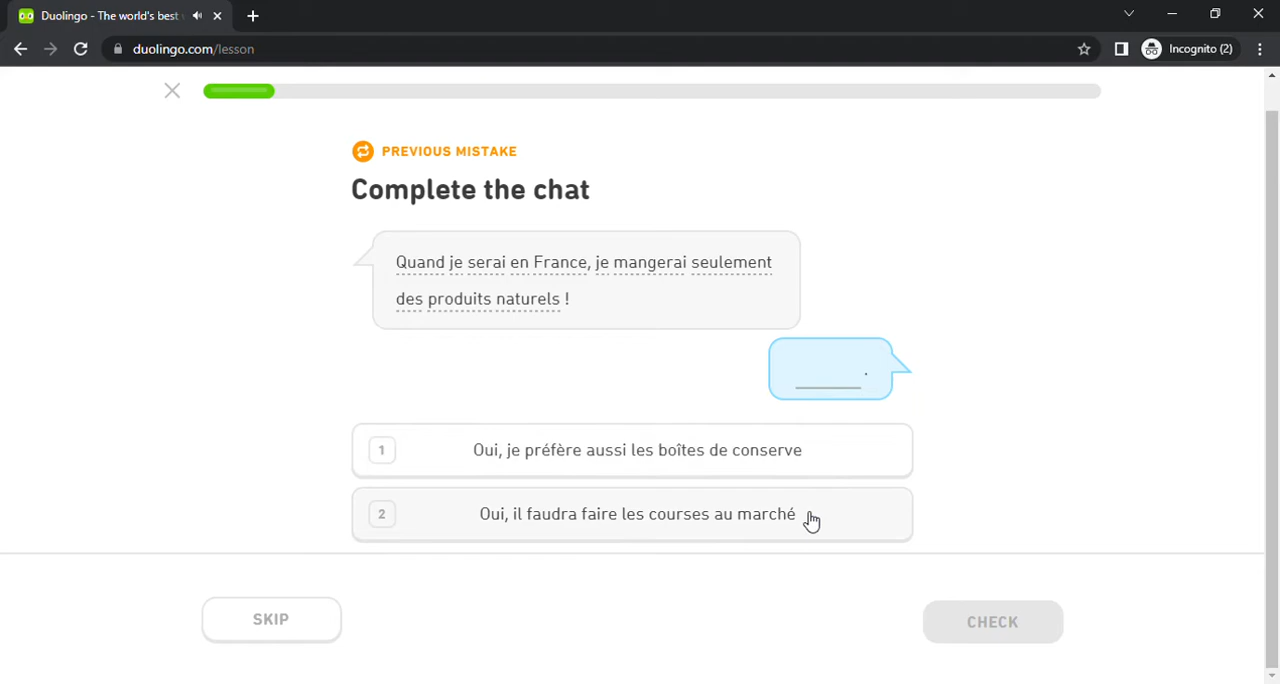 Duolingo - The world's best
duolingo.com/lesson
Incognito (2)
PREVIOUS MISTAKE
Complete the chat
Quand je serai en France, je mangerai seulement
des produits naturels !
________ .
1 Oui, je préfère aussi les boîtes de conserve
2 Oui, il faudra faire les courses au marché
SKIP
CHECK